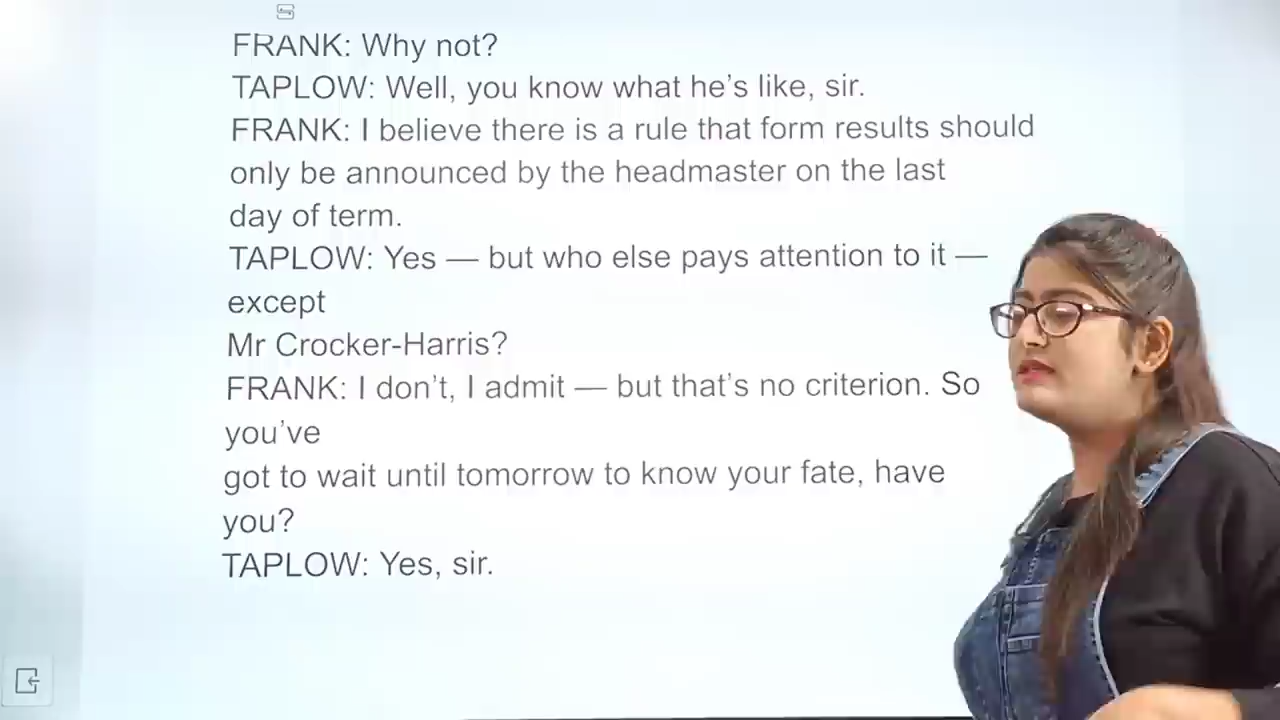 FRANK: Why not?
TAPLOW: Well, you know what he's like, sir.
FRANK: I believe there is a rule that form results should
only be announced by the headmaster on the last
day of term.
TAPLOW: Yes — but who else pays attention to it —
except
Mr Crocker-Harris?
FRANK: I don't, I admit — but that's no criterion. So
you've
got to wait until tomorrow to know your fate, have
you?
TAPLOW: Yes, sir.